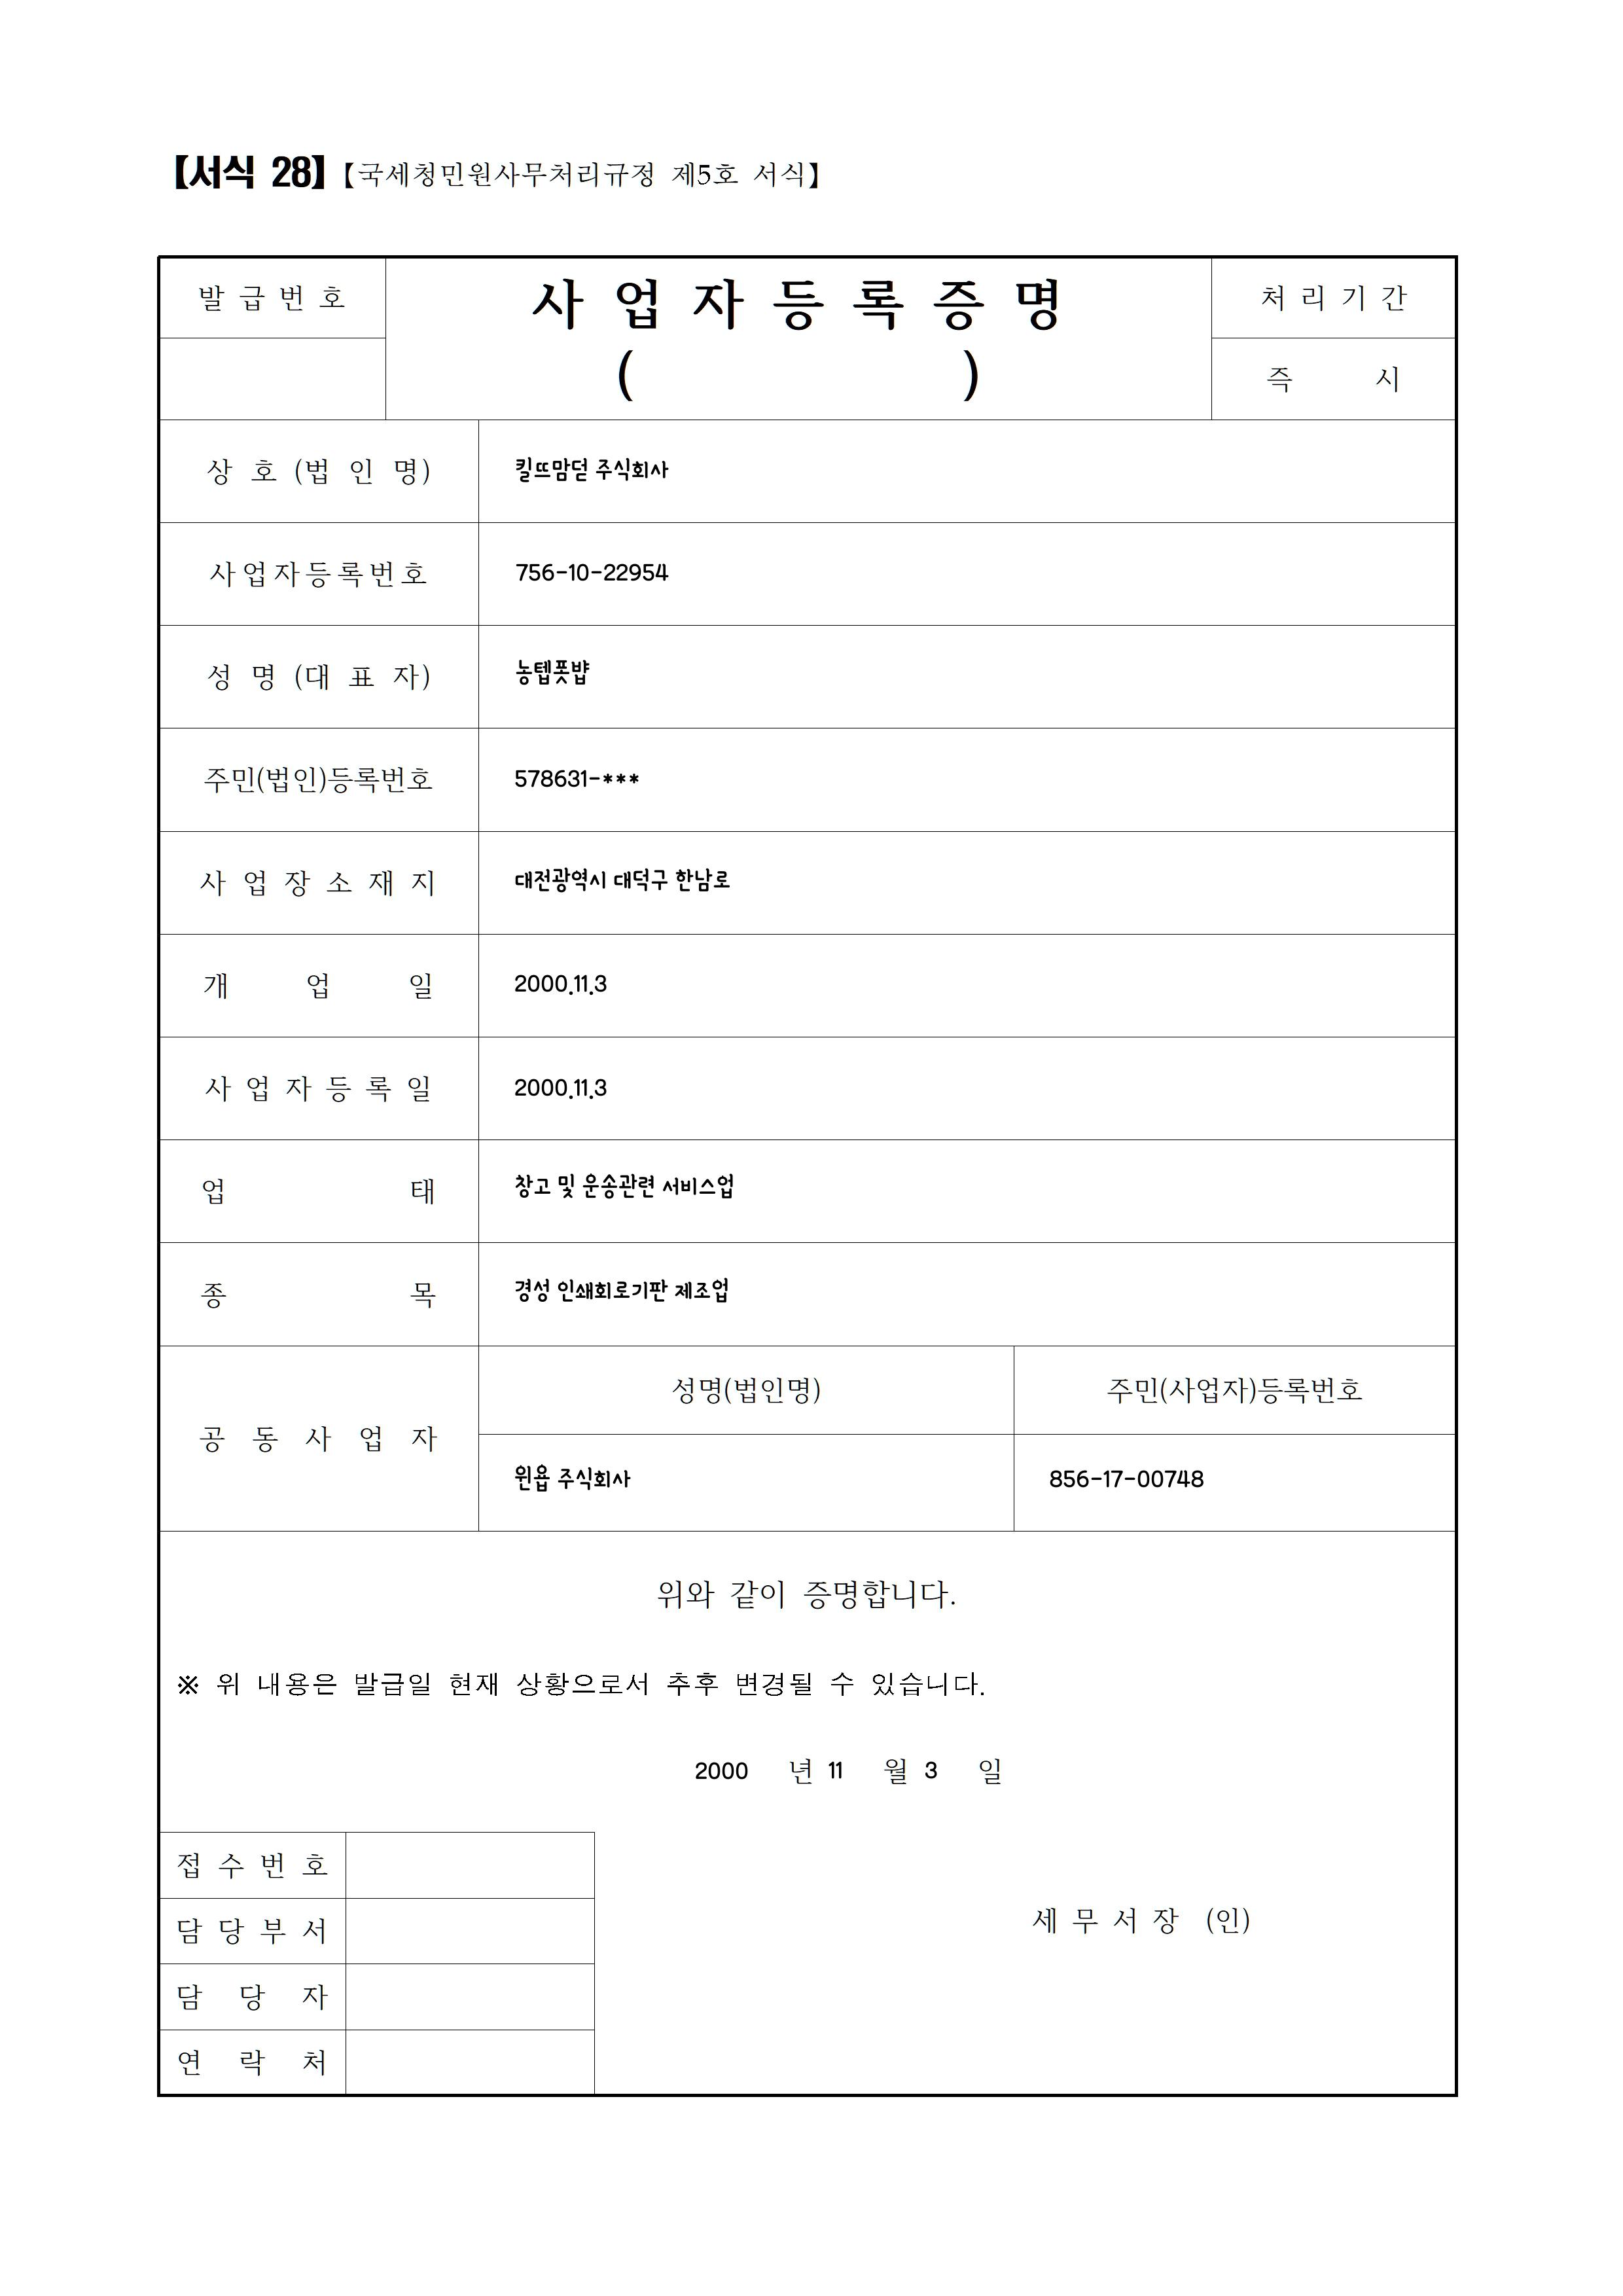 【서식 28】【국세청민원사무처리규정 제5호 서식】
발 급 번 호
사 업 자 등 록 증 명
( )
처 리 기 간
즉 시
상 호 (법 인 명) 킬뜨맘덛 주식회사
사업자등록번호 756-10-22954
성 명 (대 표 자) 농텝풋뱝
주민(법인)등록번호 578631-***
사 업 장 소 재 지 대전광역시 대덕구 한남로
개 업 일 2000.11.3
사 업 자 등 록 일 2000.11.3
업 태 창고 및 운송관련 서비스업
종 목 경성 인쇄회로기판 제조업
공 동 사 업 자
성명(법인명) 주민(사업자)등록번호
윈읍 주식회사 856-17-00748
위와 같이 증명합니다.
※ 위 내용은 발급일 현재 상황으로서 추후 변경될 수 있습니다.
2000 년 11 월 3 일
접 수 번 호
담 당 부 서
세 무 서 장 (인)
담 당 자
연 락 처